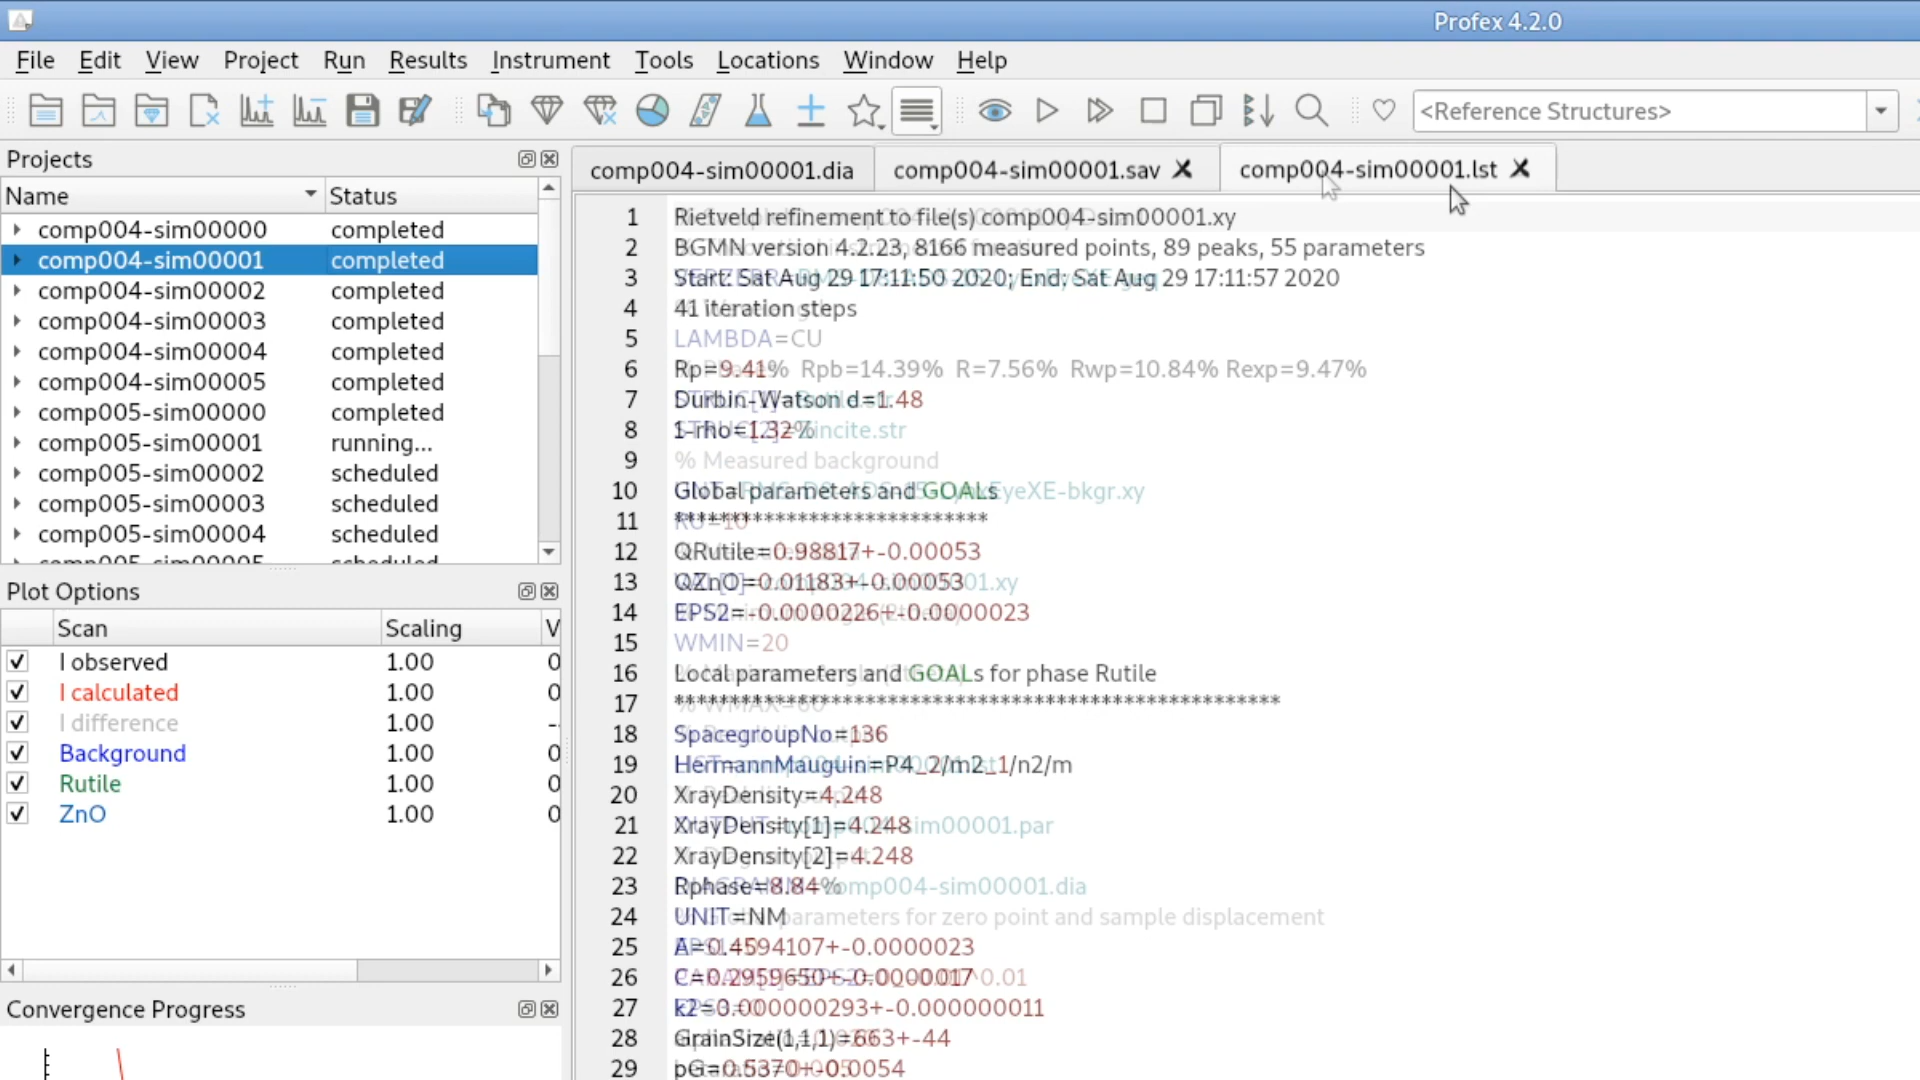 Profex 4.2.0
File Edit View Project Run Results Instrument Tools Locations Window Help
<Reference Structures>
Projects
Name Status
comp004-sim00000 completed
comp004-sim00001 completed
comp004-sim00002 completed
comp004-sim00003 completed
comp004-sim00004 completed
comp004-sim00005 completed
comp005-sim00000 completed
comp005-sim00001 running...
comp005-sim00002 scheduled
comp005-sim00003 scheduled
comp005-sim00004 scheduled
comp005-sim00005 scheduled
Plot Options
Scan Scaling V
I observed 1.00 0
I calculated 1.00 0
I difference 1.00 -
Background 1.00 0
Rutile 1.00 0
ZnO 1.00 0
Convergence Progress
comp004-sim00001.dia comp004-sim00001.sav comp004-sim00001.lst
1 Rietveld refinement to file(s) comp004-sim00001.xy
2 BGMN version 4.2.23, 8166 measured points, 89 peaks, 55 parameters
3 Start: Sat Aug 29 17:11:50 2020; End: Sat Aug 29 17:11:57 2020
4 41 iteration steps
5 LAMBDA=CU
6 Rp=9.41% Rpb=14.39% R=7.56% Rwp=10.84% Rexp=9.47%
7 Durbin-Watson d=1.48
8 1-rho=1.32%
9 % Measured background
10 Global parameters and GOALs
11 ****************************
12 QRutile=0.98817+-0.00053
13 QZnO=0.01183+-0.00053
14 EPS2=-0.0000226+-0.0000023
15 WMIN=20
16 Local parameters and GOALs for phase Rutile
17 ******************************************************
18 SpacegroupNo=136
19 HermannMauguin=P4_2/m2_1/n2/m
20 XrayDensity=4.248
21 XrayDensity[1]=4.248
22 XrayDensity[2]=4.248
23 Rphase=8.84%
24 UNIT=NM
25 A=0.4594107+-0.0000023
26 C=0.2959650+-0.0000017
27 k2=0.000000293+-0.000000011
28 GrainSize(1,1,1)=663+-44
29 pG=0.5370+-0.0054